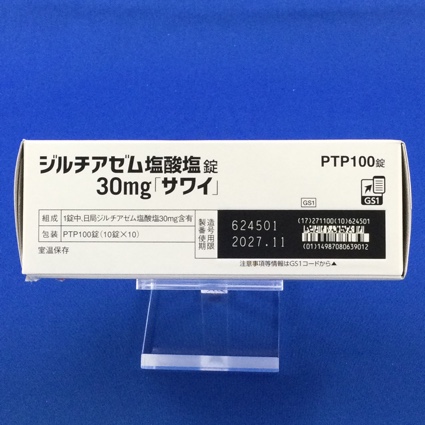 ジルチアゼム塩酸塩錠
30mg「サワイ」
PTP100錠
GS1
GS1
組成 1錠中、日局ジルチアゼム塩酸塩30mg含有
包装 PTP100錠(10錠×10)
室温保存
製造番号 624501
使用期限 2027.11
(17)271100(10)624501
(01)14987080639012
注意事項等情報はGS1コードから▲